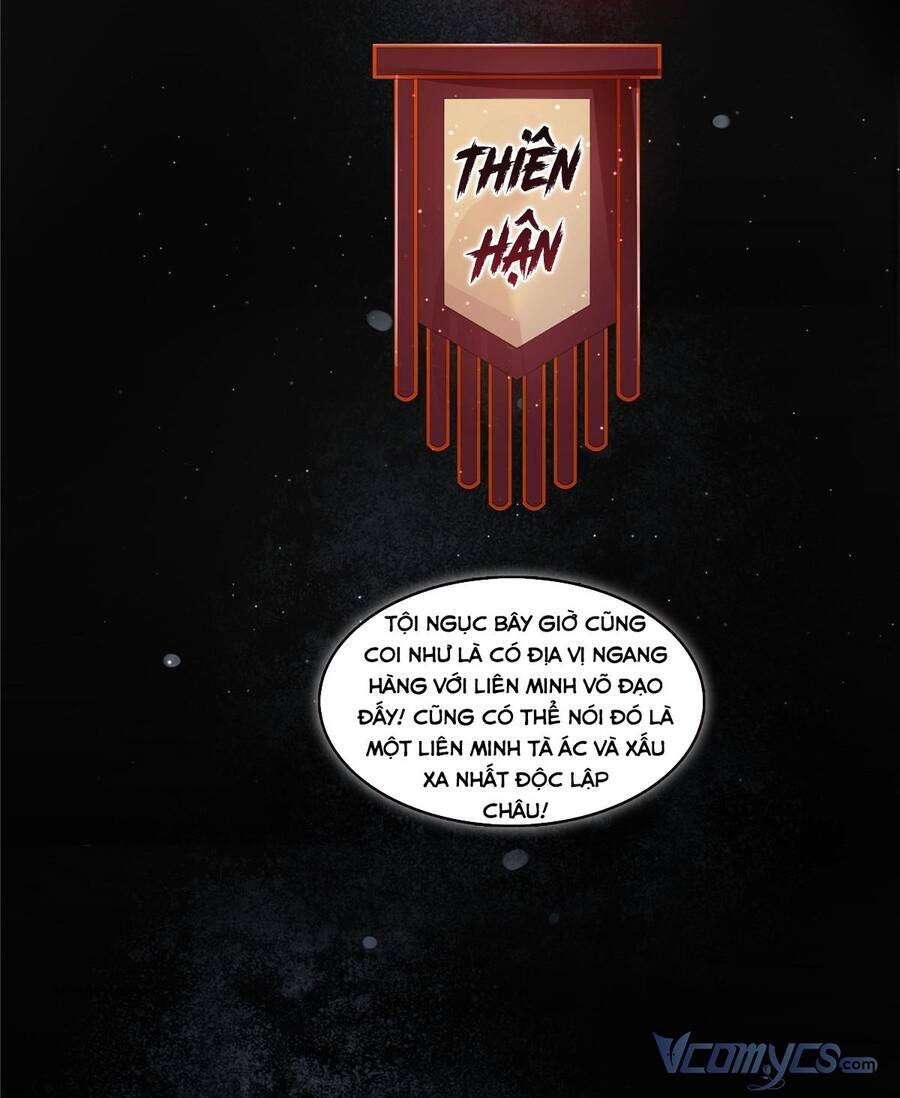 THIÊN
HẬN
TỘI NGỤC BÂY GIỜ CŨNG
COI NHƯ LÀ CÓ ĐỊA VỊ NGANG
HÀNG VỚI LIÊN MINH VÕ ĐẠO
ĐẤY! CŨNG CÓ THỂ NÓI ĐÓ LÀ
MỘT LIÊN MINH TÀ ÁC VÀ XẤU
XA NHẤT ĐỘC LẬP
CHÂU!
Vcomycs.com